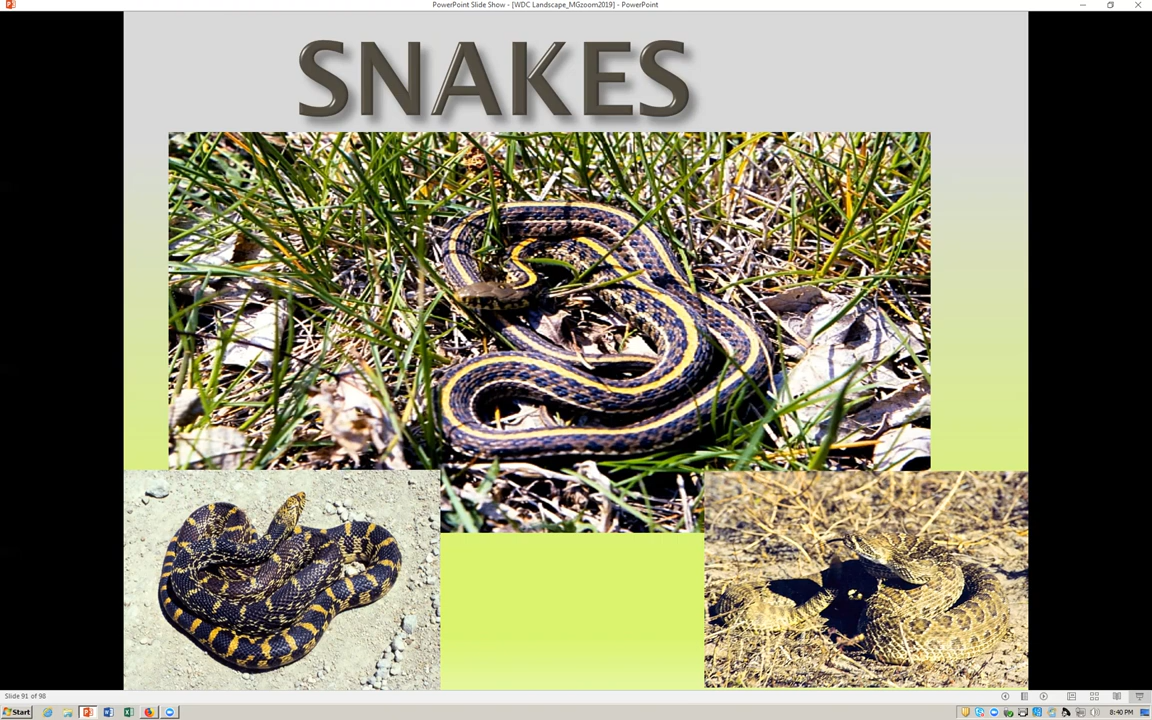 PowerPoint Slide Show - [WDC Landscape_MGzoom2019] - PowerPoint
SNAKES
Slide 91 of 98
Start
8:40 PM